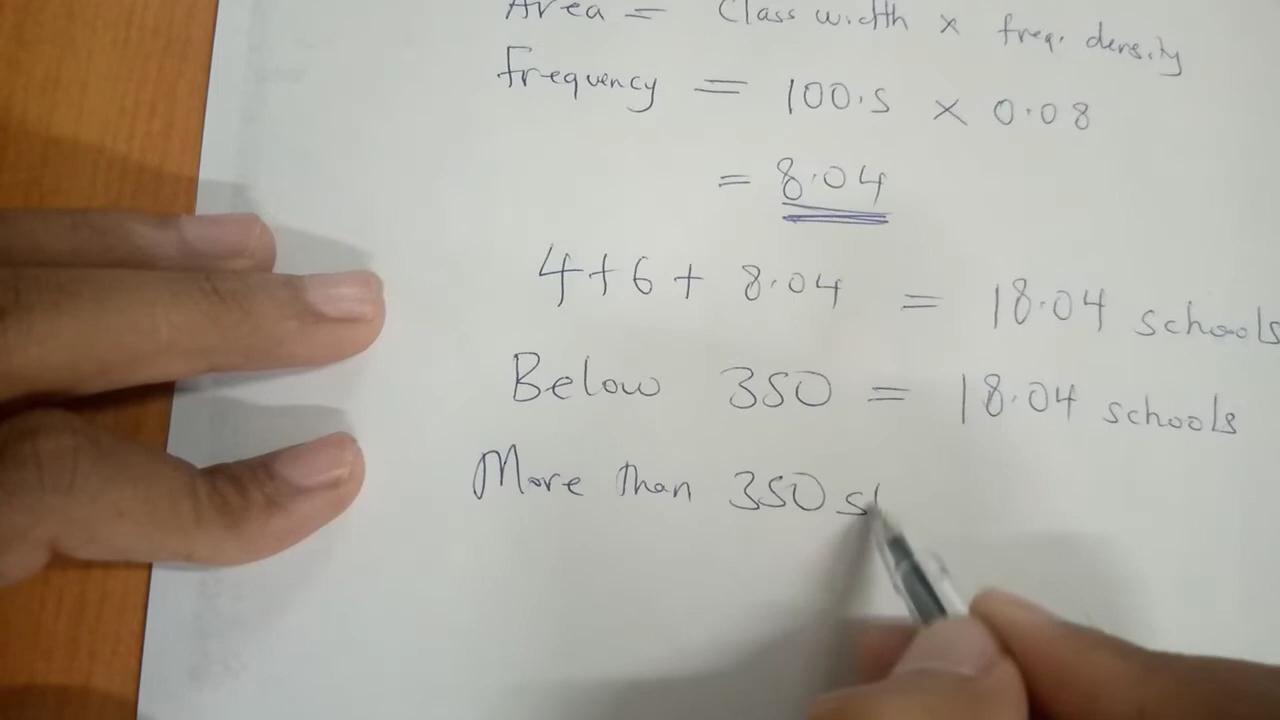 Area = Class width × freq. density
Frequency = 100.5 × 0.08
= 8.04
4+6+ 8.04 = 18.04 schools
Below 350 = 18.04 schools
More than 350 st